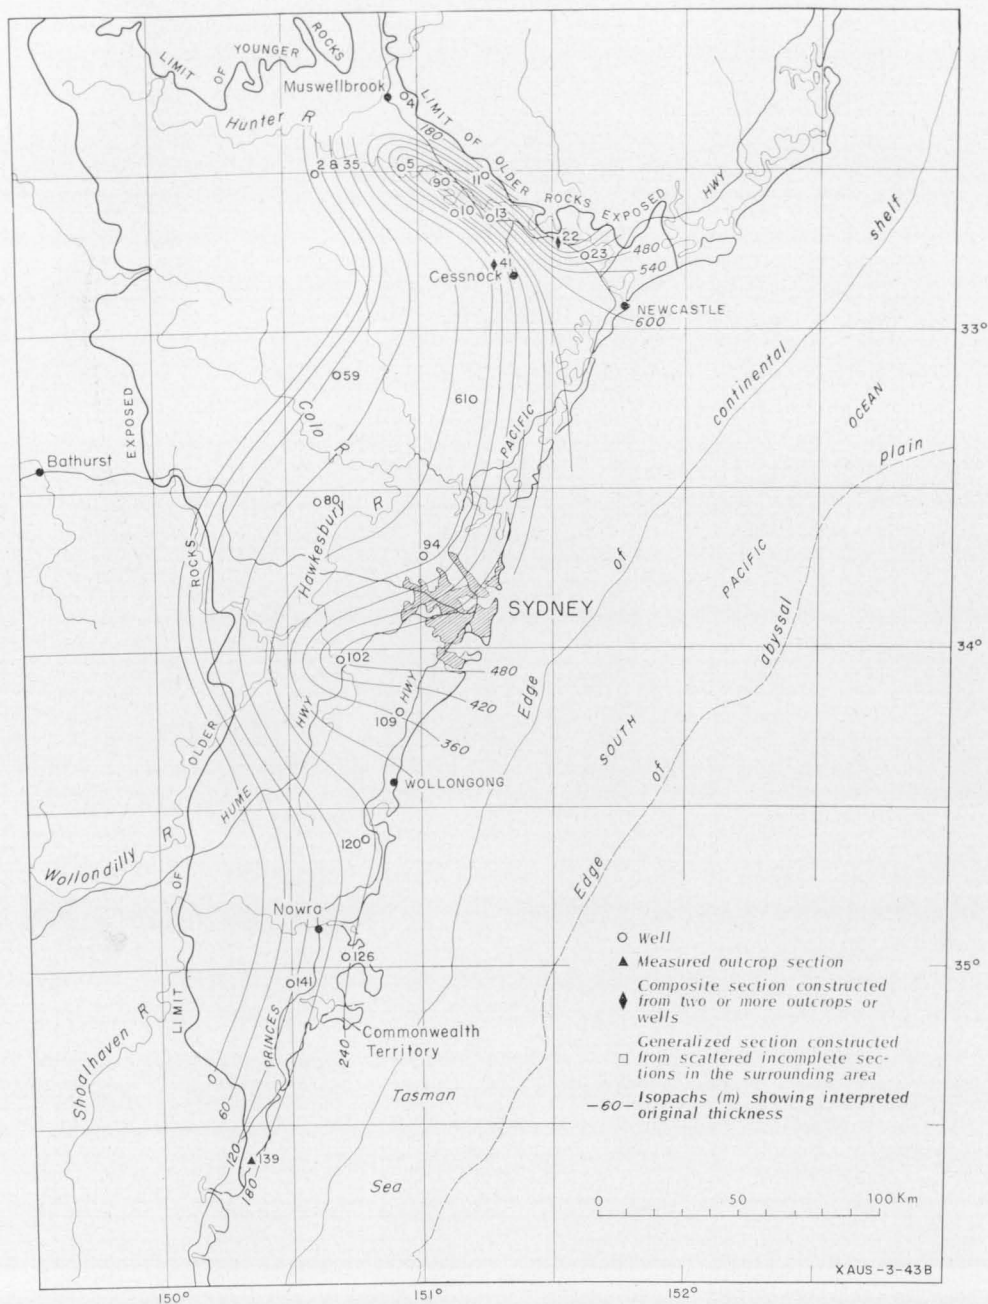 LIMIT OF YOUNGER ROCKS
Muswellbrook
4
Hunter R
180
LIMIT OF OLDER ROCKS EXPOSED
HWY
2 & 35
5
90
11
10
13
22
23
480
540
41
Cessnock
NEWCASTLE
600
shelf
33°
59
610
continental
OCEAN
EXPOSED
Colo R
PACIFIC
plain
Bathurst
80
R
Hawkesbury
94
of
PACIFIC
ROCKS
SYDNEY
abyssal
34°
102
480
HWY
HWY
420
Edge
109
360
SOUTH
OLDER
of
WOLLONGONG
HUME
120
Edge
Wollondilly R
OF
Nowra
126
141
35°
LIMIT
PRINCES
Commonwealth
Territory
240
Shoalhaven R
0
60
Tasman
120
139
180
Sea
Well
Measured outcrop section
Composite section constructed
from two or more outcrops or
wells
Generalized section constructed
from scattered incomplete sec-
tions in the surrounding area
—60— Isopachs (m) showing interpreted
original thickness
0 50 100 Km
XAUS-3-43B
150° 151° 152°